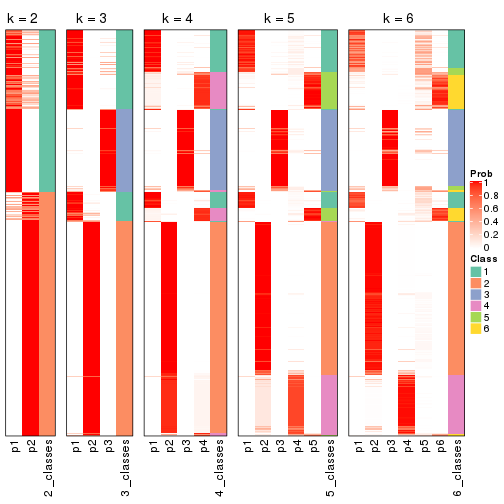 k = 2
k = 3
k = 4
k = 5
k = 6
Prob
1
0.8
0.6
0.4
0.2
0
Class
1
2
3
4
5
6
p1
p2
2_classes
p1
p2
p3
3_classes
p1
p2
p3
p4
4_classes
p1
p2
p3
p4
p5
5_classes
p1
p2
p3
p4
p5
p6
6_classes